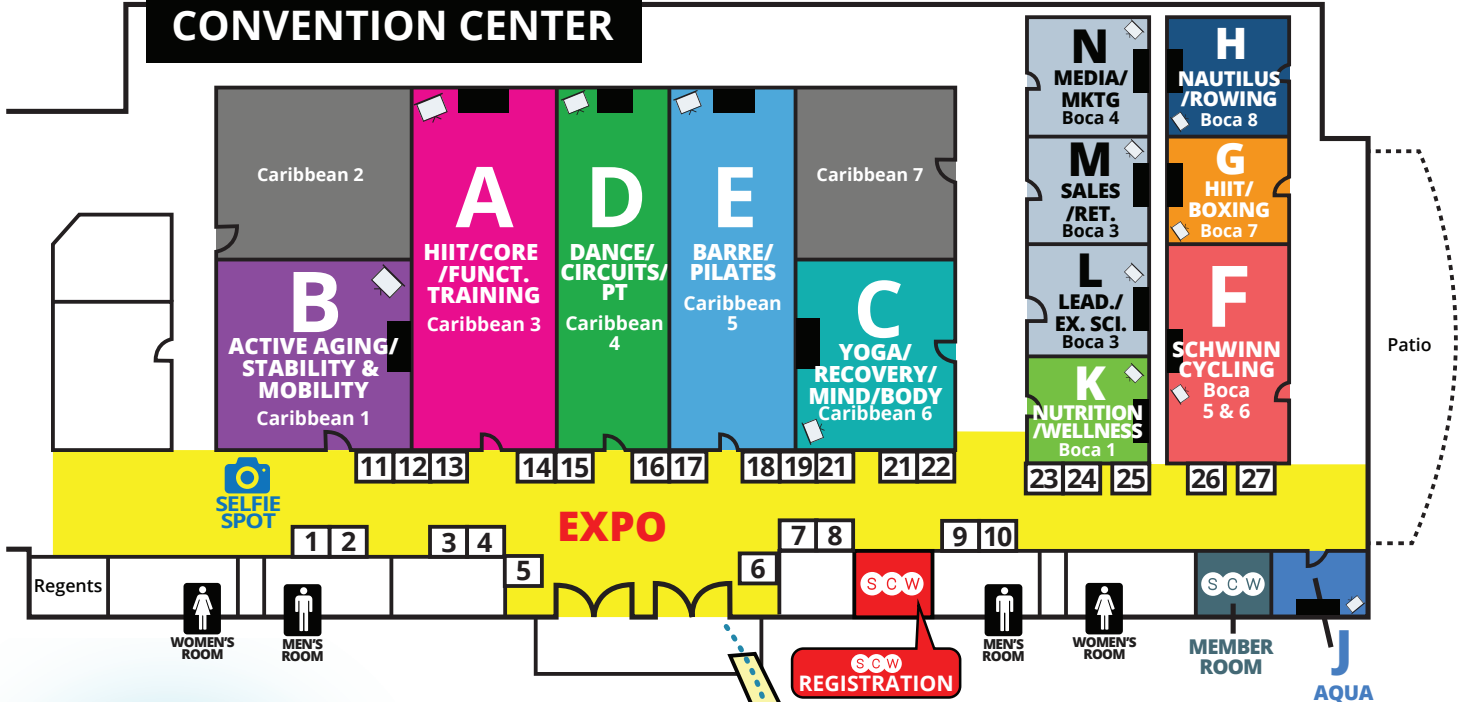 CONVENTION CENTER
Caribbean 2
A
HIIT/CORE
/FUNCT.
TRAINING
Caribbean 3
D
DANCE/
CIRCUITS/
PT
Caribbean
4
E
BARRE/
PILATES
Caribbean
5
Caribbean 7
B
ACTIVE AGING/
STABILITY &
MOBILITY
Caribbean 1
C
YOGA/
RECOVERY/
MIND/BODY
Caribbean 6
N
MEDIA/
MKTG
Boca 4
M
SALES
/RET.
Boca 3
L
LEAD./
EX. SCI.
Boca 3
K
NUTRITION
/WELLNESS
Boca 1
H
NAUTILUS
/ROWING
Boca 8
G
HIIT/
BOXING
Boca 7
F
SCHWINN
CYCLING
Boca
5 & 6
Patio
11 12 13 14 15 16 17 18 19 21 21 22
23 24 25 26 27
SELFIE
SPOT
EXPO
1 2 3 4 5 6 7 8 9 10
Regents
WOMEN'S
ROOM
MEN'S
ROOM
SCW
SCW
REGISTRATION
MEN'S
ROOM
WOMEN'S
ROOM
SCW
MEMBER
ROOM
J
AQUA